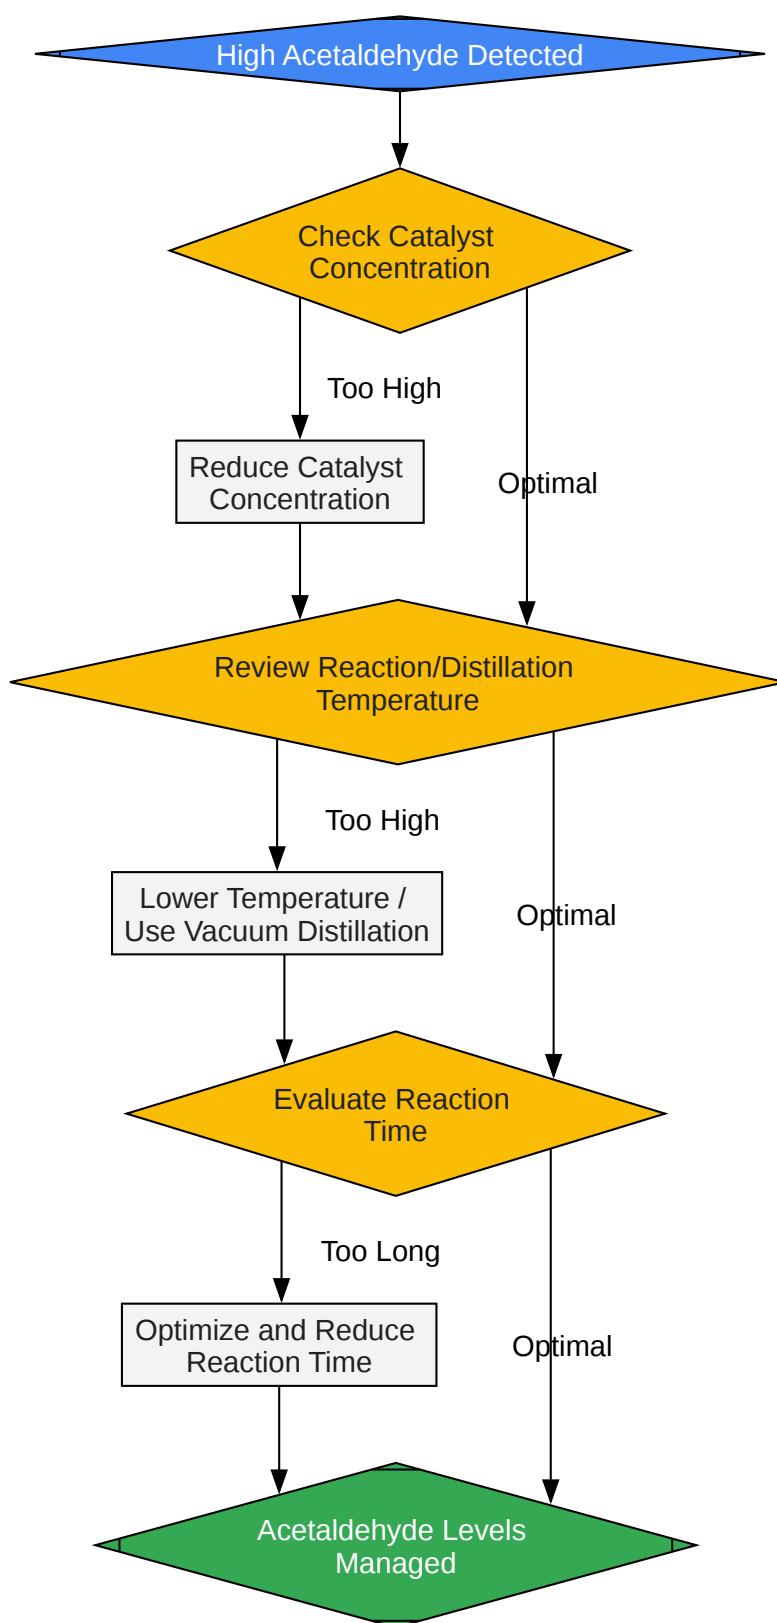 High Acetaldehyde Detected
Check Catalyst
Concentration
Too High
Reduce Catalyst
Concentration
Optimal
Review Reaction/Distillation
Temperature
Too High
Lower Temperature /
Use Vacuum Distillation
Optimal
Evaluate Reaction
Time
Too Long
Optimize and Reduce
Reaction Time
Optimal
Acetaldehyde Levels
Managed